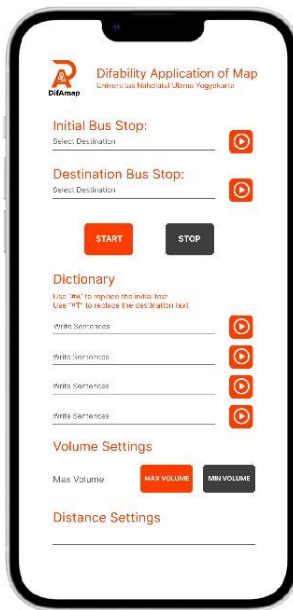 DifAmap
Difability Application of Map
Universitas Nahdlatul Ulama Yogyakarta
Initial Bus Stop:
Select Destination
Destination Bus Stop:
Select Destination
START
STOP
Dictionary
Use "#A" to replace the initial text
Use "#T" to replace the destination text
Write Sentences
Write Sentences
Write Sentences
Write Sentences
Volume Settings
Max Volume
MAX VOLUME
MIN VOLUME
Distance Settings